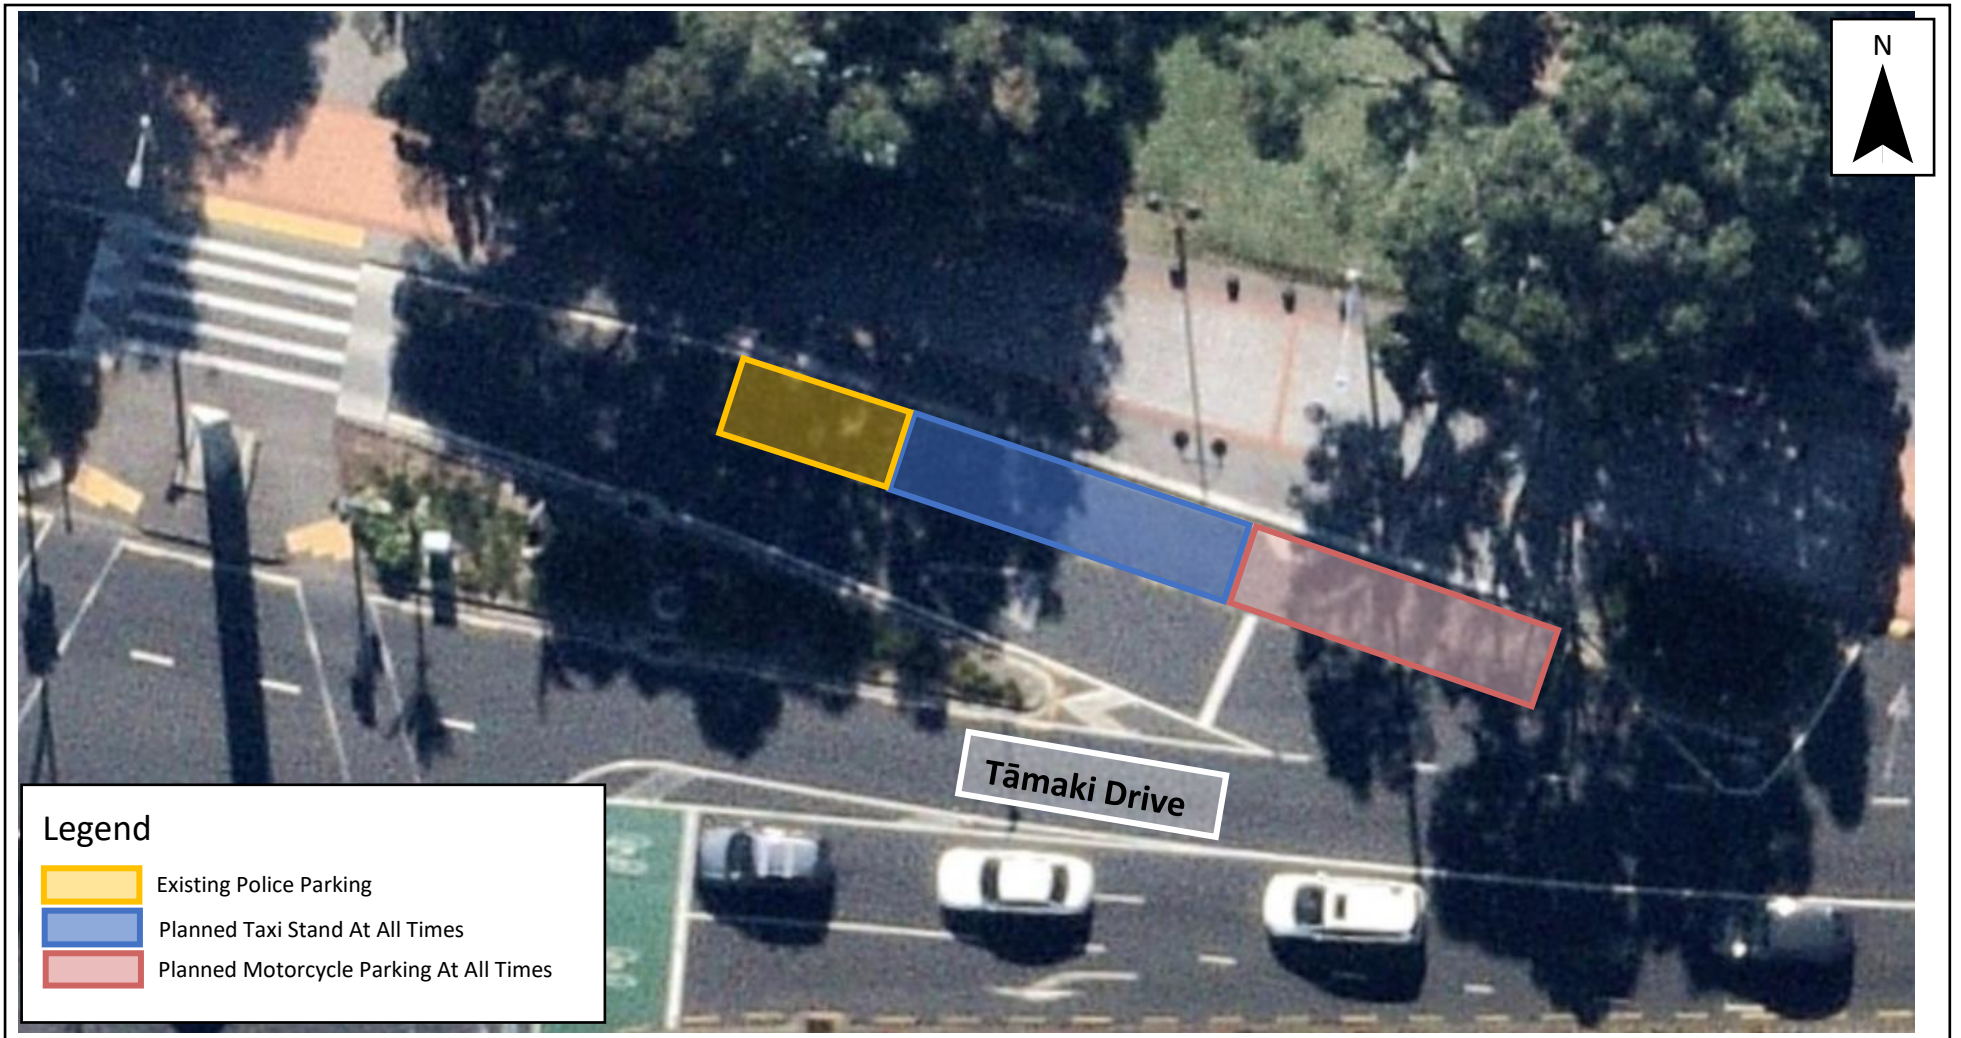 N
Tāmaki Drive
Legend
Existing Police Parking
Planned Taxi Stand At All Times
Planned Motorcycle Parking At All Times